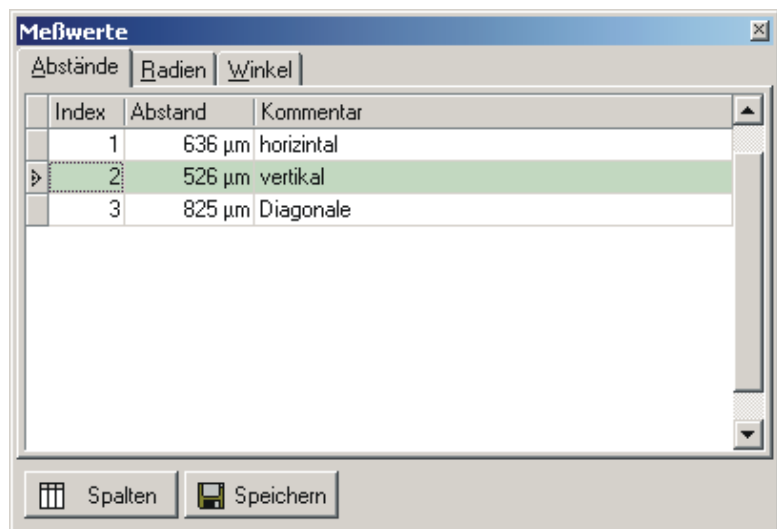 Meßwerte
Abstände Radien Winkel
Index Abstand Kommentar
1 636 µm horizintal
2 526 µm vertikal
3 825 µm Diagonale
Spalten Speichern